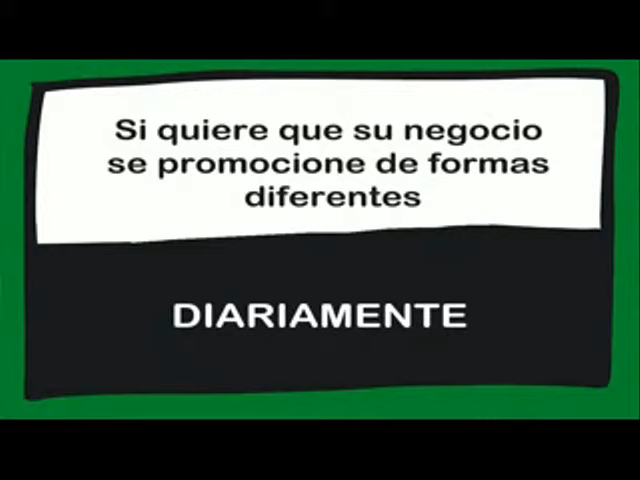 Si quiere que su negocio
se promocione de formas
diferentes
DIARIAMENTE